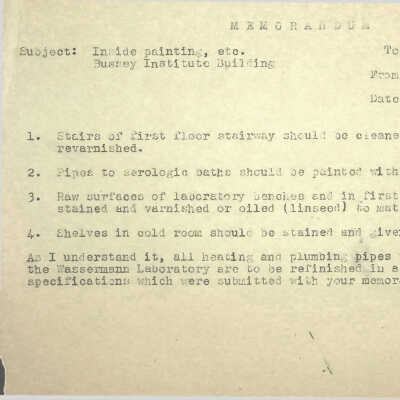 MEMORANDUM
Subject: Inside painting, etc. To
Bussey Institute Building
From
Date
1. Stairs of first floor stairway should be cleane
revarnished.
2. Pipes to serologic baths should be painted with
3. Raw surfaces of laboratory benches and in first
stained and varnished or oiled (linseed) to mat
4. Shelves in cold room should be stained and give
As I understand it, all heating and plumbing pipes
the Wassermann Laboratory are to be refinished in a
specifications which were submitted with your memor